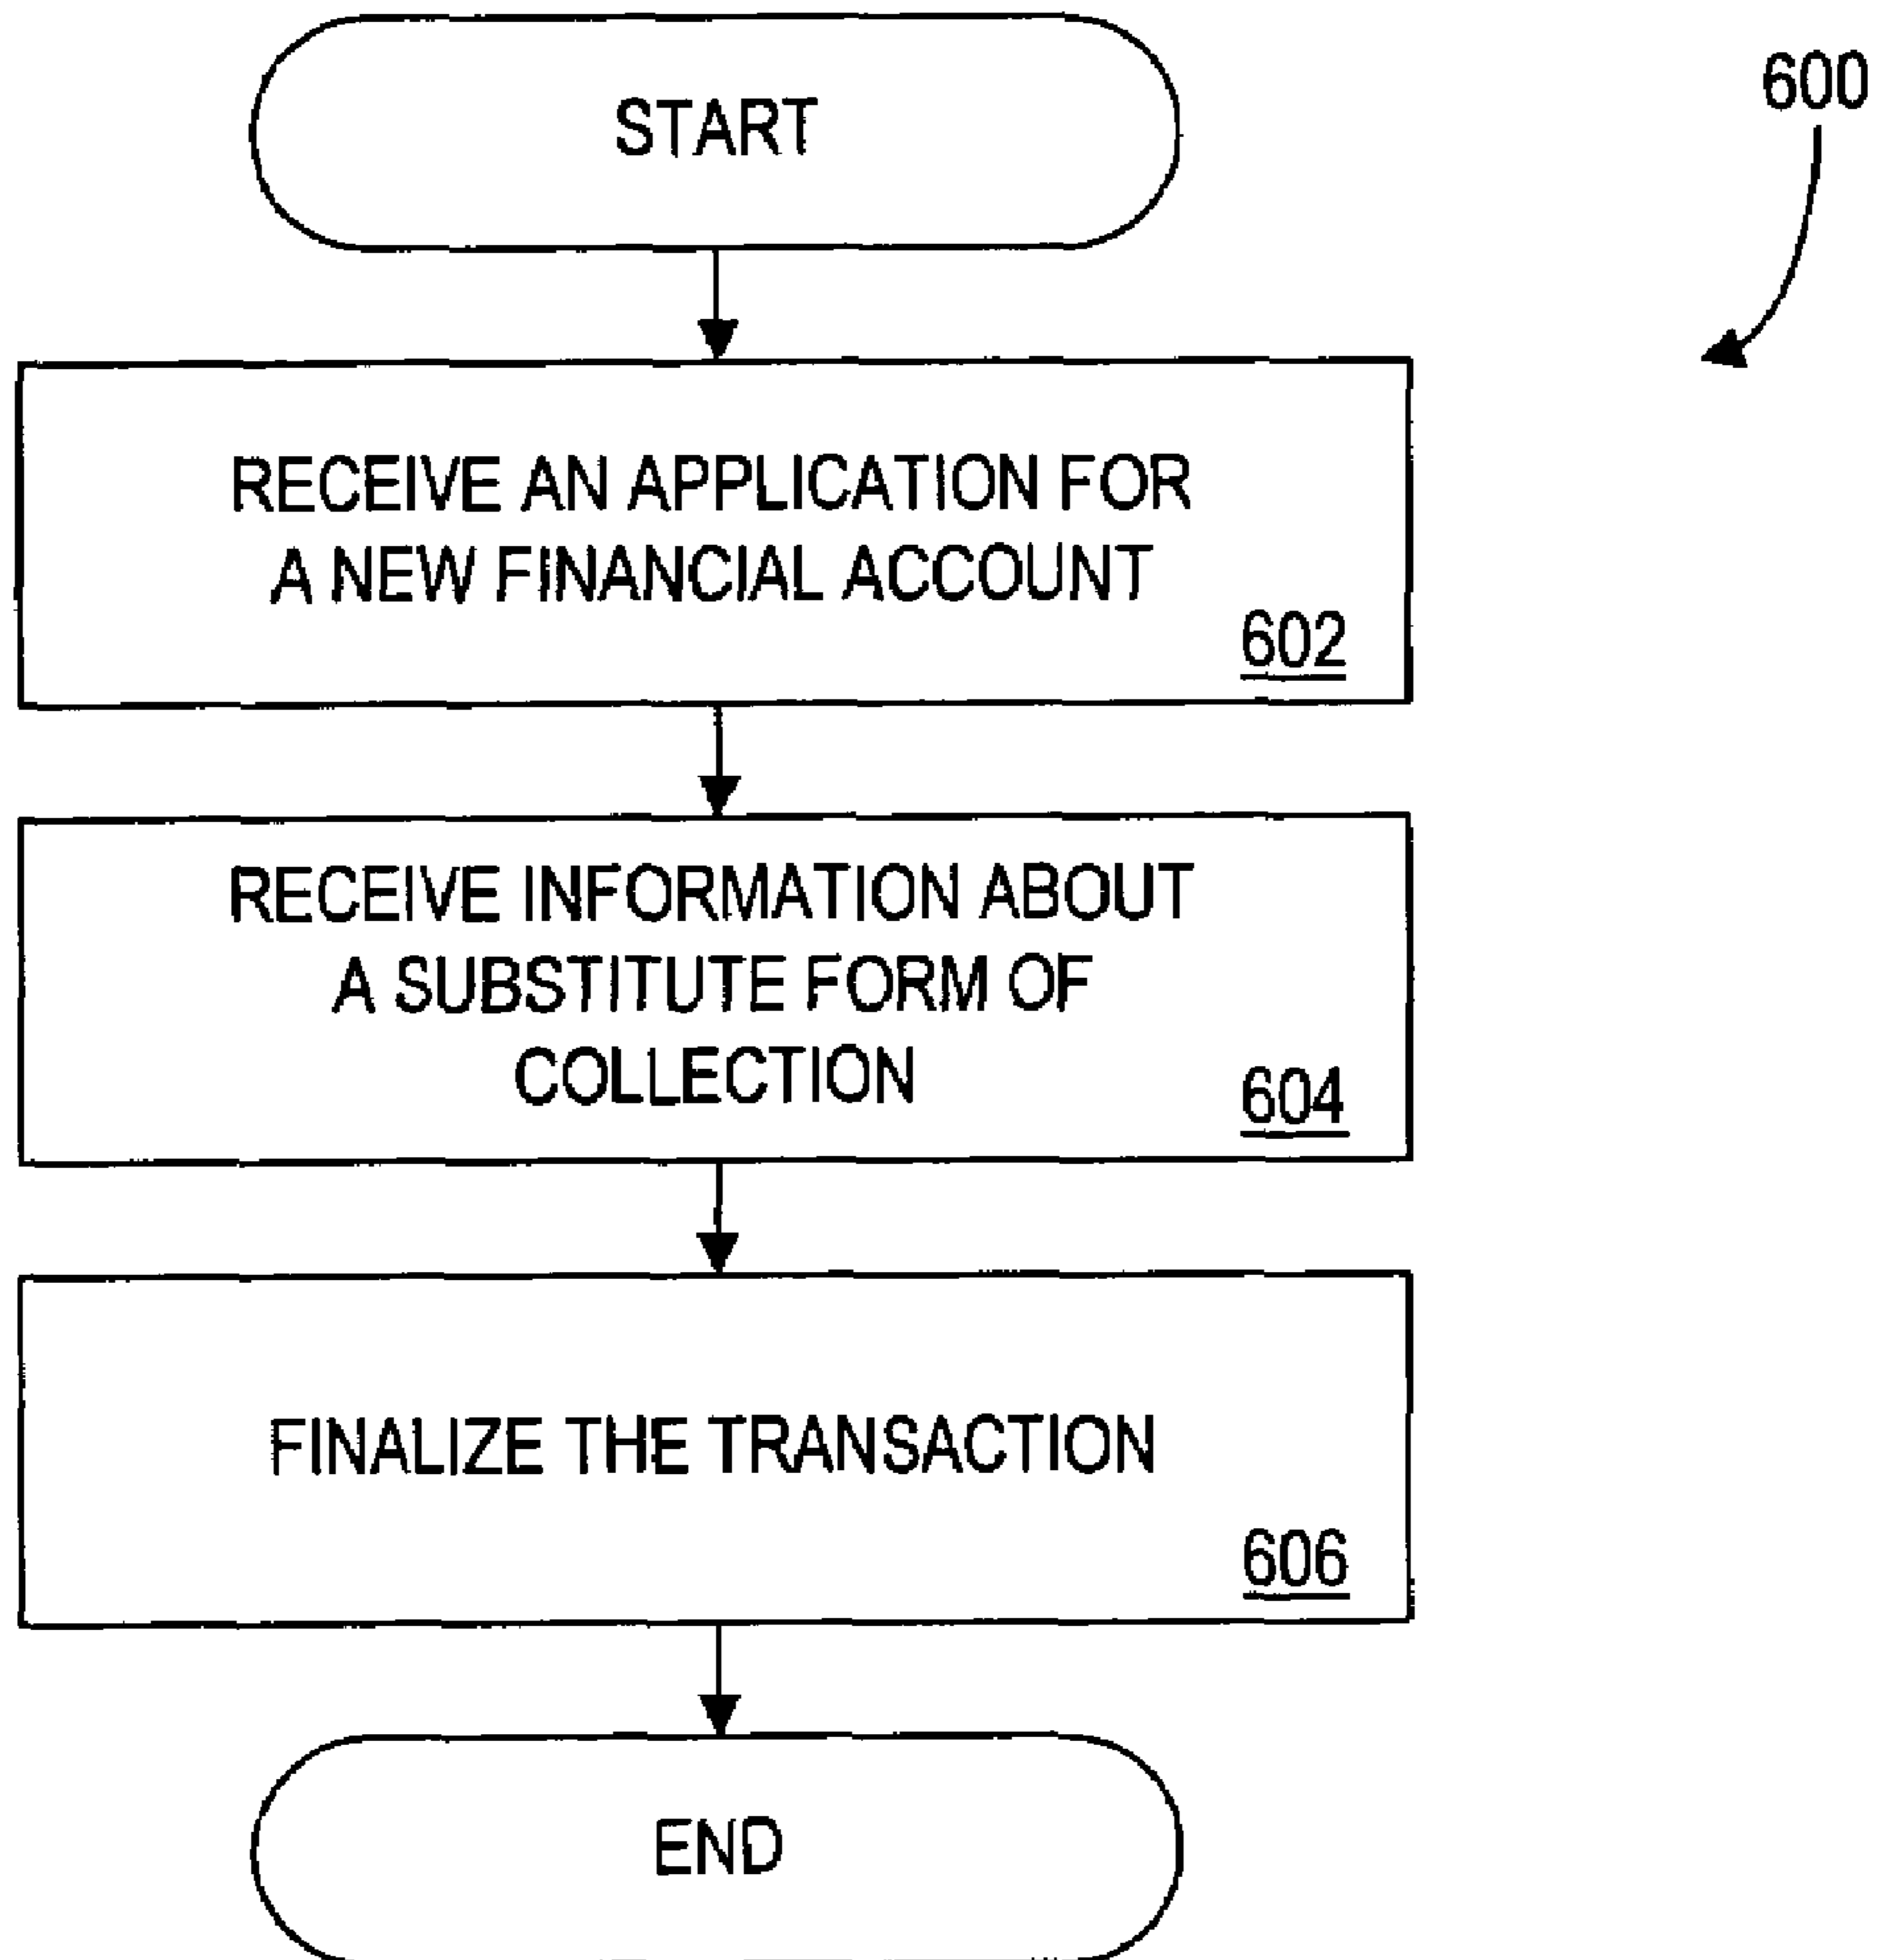 START
600
RECEIVE AN APPLICATION FOR
A NEW FINANCIAL ACCOUNT
602
RECEIVE INFORMATION ABOUT
A SUBSTITUTE FORM OF
COLLECTION
604
FINALIZE THE TRANSACTION
606
END